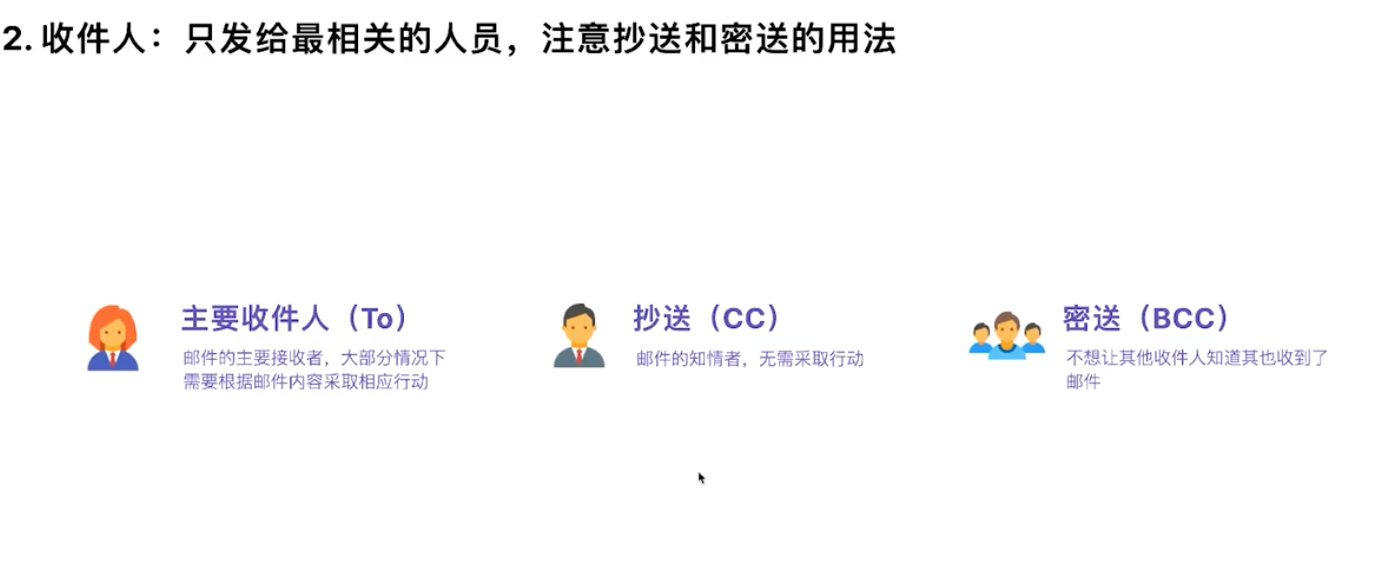 2. 收件人：只发给最相关的人员，注意抄送和密送的用法
主要收件人（To）
邮件的主要接收者，大部分情况下
需要根据邮件内容采取相应行动
抄送（CC）
邮件的知情者，无需采取行动
密送（BCC）
不想让其他收件人知道其也收到了
邮件